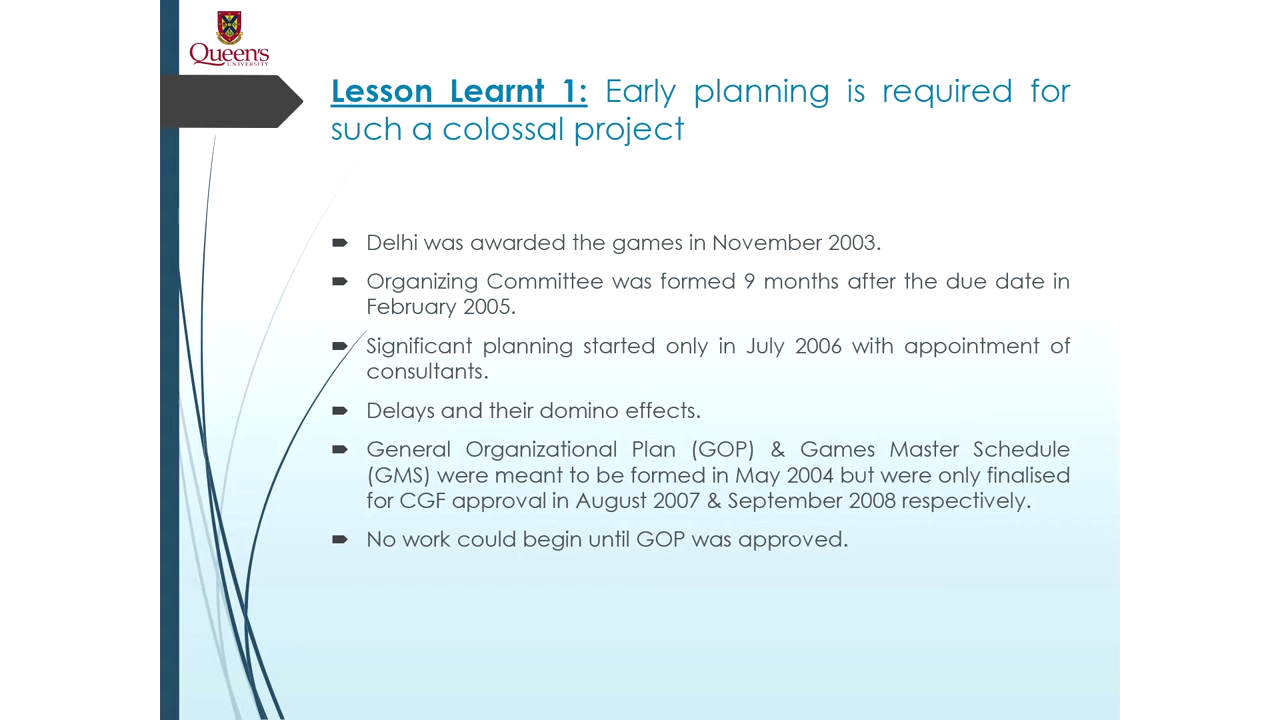 Queen's
UNIVERSITY
Lesson Learnt 1: Early planning is required for
such a colossal project
Delhi was awarded the games in November 2003.
Organizing Committee was formed 9 months after the due date in
February 2005.
Significant planning started only in July 2006 with appointment of
consultants.
Delays and their domino effects.
General Organizational Plan (GOP) & Games Master Schedule
(GMS) were meant to be formed in May 2004 but were only finalised
for CGF approval in August 2007 & September 2008 respectively.
No work could begin until GOP was approved.